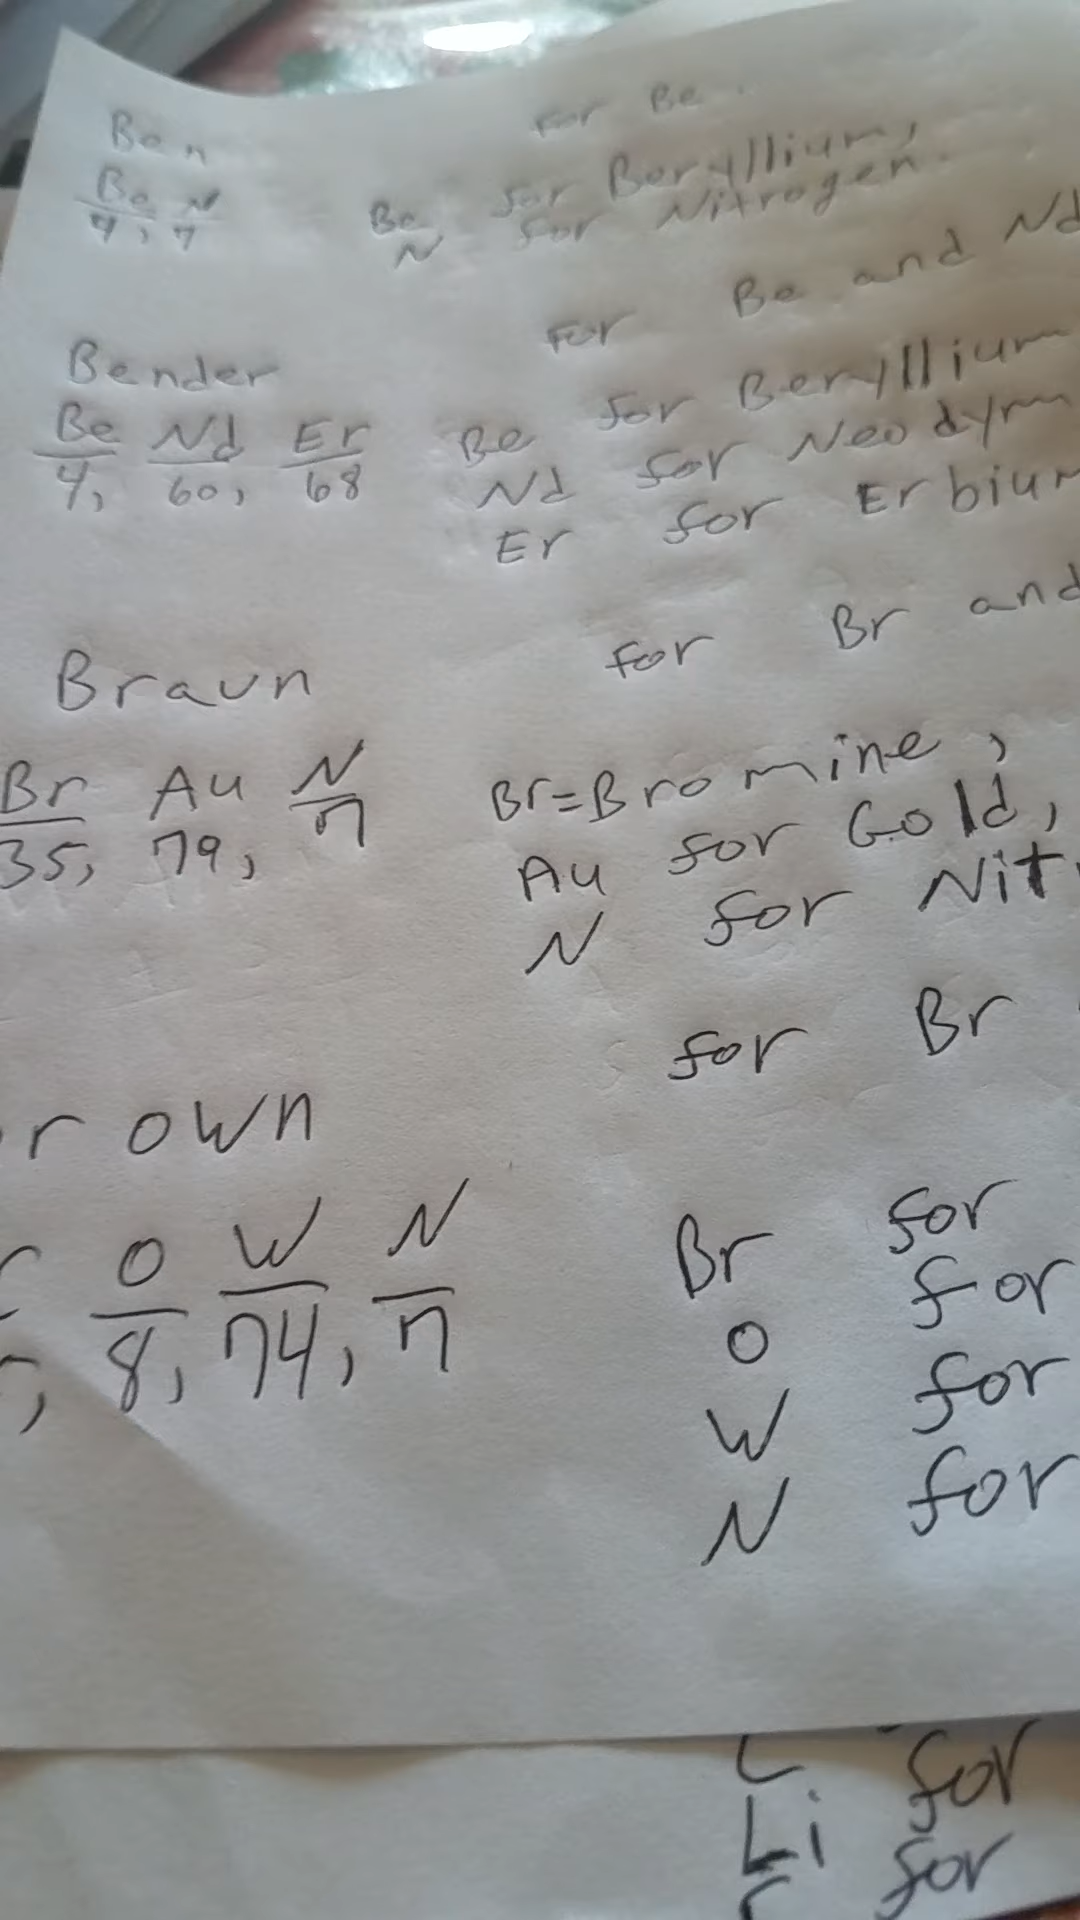 Ben
for Be.
Be N
4, 7
Be for Beryllium,
N for Nitrogen.
Bender
for Be and Nd
Be Nd Er
4, 60, 68
Be for Beryllium
Nd for Neodym
Er for Erbium
Braun
for Br and
Br Au N
35, 79, 7
Br=Bromine,
Au for Gold,
N for Nit
for Br
rown
r O W N
, 8, 74, 7
Br for
O for
W for
N for
for
Li for
for